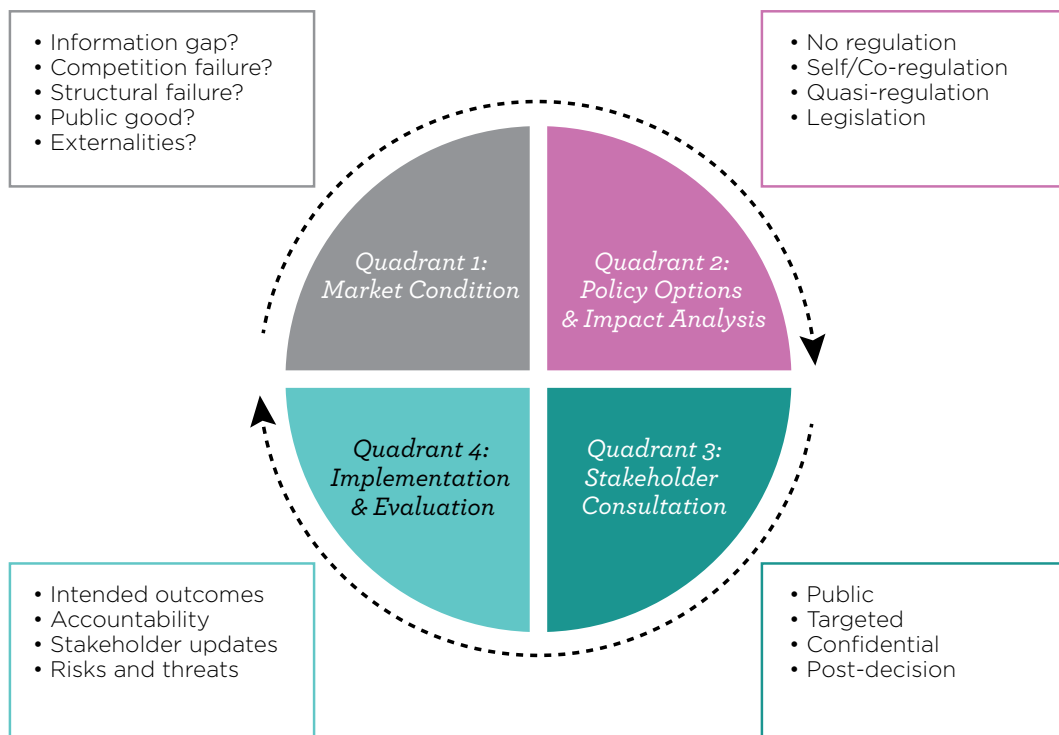 • Information gap?
• Competition failure?
• Structural failure?
• Public good?
• Externalities?
• No regulation
• Self/Co-regulation
• Quasi-regulation
• Legislation
Quadrant 1:
Market Condition
Quadrant 2:
Policy Options
& Impact Analysis
Quadrant 4:
Implementation
& Evaluation
Quadrant 3:
Stakeholder
Consultation
• Intended outcomes
• Accountability
• Stakeholder updates
• Risks and threats
• Public
• Targeted
• Confidential
• Post-decision